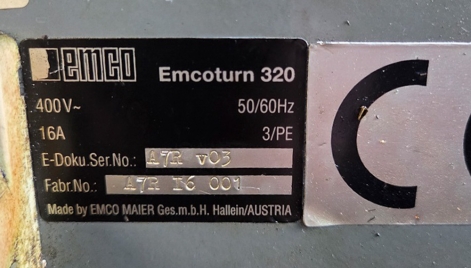 emco Emcoturn 320
400V~ 50/60Hz
16A 3/PE
E-Doku.Ser.No.: A7R V03
Fabr.No.: A7R I6 001
Made by EMCO MAIER Ges.m.b.H. Hallein/AUSTRIA
CE